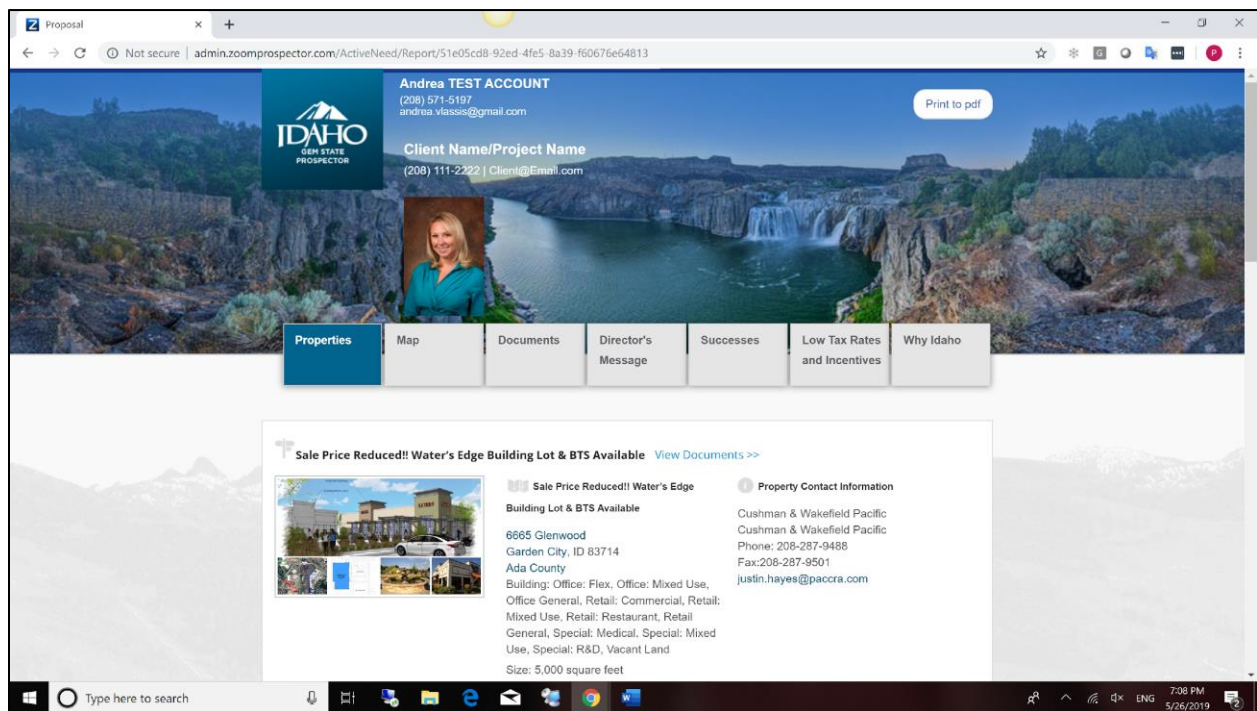 Proposal
Not secure | admin.zoomprospector.com/ActiveNeed/Report/51e05cd8-92ed-4fe5-8a39-f60676e64813
IDAHO
GEM STATE
PROSPECTOR
Andrea TEST ACCOUNT
(208) 571-5197
andrea.vlassis@gmail.com
Print to pdf
Client Name/Project Name
(208) 111-2222 | Client@Email.com
Properties
Map
Documents
Director's
Message
Successes
Low Tax Rates
and Incentives
Why Idaho
Sale Price Reduced!! Water's Edge Building Lot & BTS Available View Documents >>
Sale Price Reduced!! Water's Edge
Building Lot & BTS Available
6665 Glenwood
Garden City, ID 83714
Ada County
Building: Office: Flex, Office: Mixed Use,
Office General, Retail: Commercial, Retail:
Mixed Use, Retail: Restaurant, Retail
General, Special: Medical, Special: Mixed
Use, Special: R&D, Vacant Land
Size: 5,000 square feet
Property Contact Information
Cushman & Wakefield Pacific
Cushman & Wakefield Pacific
Phone: 208-287-9488
Fax:208-287-9501
justin.hayes@paccra.com
Type here to search
ENG
7:08 PM
5/26/2019
2